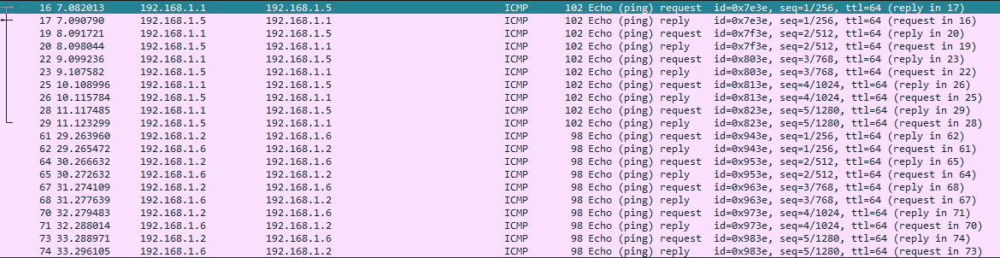 16 7.082013 192.168.1.1 192.168.1.5 ICMP 102 Echo (ping) request id=0x7e3e, seq=1/256, ttl=64 (reply in 17)
17 7.090790 192.168.1.5 192.168.1.1 ICMP 102 Echo (ping) reply id=0x7e3e, seq=1/256, ttl=64 (request in 16)
19 8.091721 192.168.1.1 192.168.1.5 ICMP 102 Echo (ping) request id=0x7f3e, seq=2/512, ttl=64 (reply in 20)
20 8.098044 192.168.1.5 192.168.1.1 ICMP 102 Echo (ping) reply id=0x7f3e, seq=2/512, ttl=64 (request in 19)
22 9.099236 192.168.1.1 192.168.1.5 ICMP 102 Echo (ping) request id=0x803e, seq=3/768, ttl=64 (reply in 23)
23 9.107582 192.168.1.5 192.168.1.1 ICMP 102 Echo (ping) reply id=0x803e, seq=3/768, ttl=64 (request in 22)
25 10.108996 192.168.1.1 192.168.1.5 ICMP 102 Echo (ping) request id=0x813e, seq=4/1024, ttl=64 (reply in 26)
26 10.115784 192.168.1.5 192.168.1.1 ICMP 102 Echo (ping) reply id=0x813e, seq=4/1024, ttl=64 (request in 25)
28 11.117485 192.168.1.1 192.168.1.5 ICMP 102 Echo (ping) request id=0x823e, seq=5/1280, ttl=64 (reply in 29)
29 11.123299 192.168.1.5 192.168.1.1 ICMP 102 Echo (ping) reply id=0x823e, seq=5/1280, ttl=64 (request in 28)
61 29.263960 192.168.1.2 192.168.1.6 ICMP 98 Echo (ping) request id=0x943e, seq=1/256, ttl=64 (reply in 62)
62 29.265472 192.168.1.6 192.168.1.2 ICMP 98 Echo (ping) reply id=0x943e, seq=1/256, ttl=64 (request in 61)
64 30.266632 192.168.1.2 192.168.1.6 ICMP 98 Echo (ping) request id=0x953e, seq=2/512, ttl=64 (reply in 65)
65 30.272632 192.168.1.6 192.168.1.2 ICMP 98 Echo (ping) reply id=0x953e, seq=2/512, ttl=64 (request in 64)
67 31.274109 192.168.1.2 192.168.1.6 ICMP 98 Echo (ping) request id=0x963e, seq=3/768, ttl=64 (reply in 68)
68 31.277639 192.168.1.6 192.168.1.2 ICMP 98 Echo (ping) reply id=0x963e, seq=3/768, ttl=64 (request in 67)
70 32.279483 192.168.1.2 192.168.1.6 ICMP 98 Echo (ping) request id=0x973e, seq=4/1024, ttl=64 (reply in 71)
71 32.288014 192.168.1.6 192.168.1.2 ICMP 98 Echo (ping) reply id=0x973e, seq=4/1024, ttl=64 (request in 70)
73 33.288971 192.168.1.2 192.168.1.6 ICMP 98 Echo (ping) request id=0x983e, seq=5/1280, ttl=64 (reply in 74)
74 33.296105 192.168.1.6 192.168.1.2 ICMP 98 Echo (ping) reply id=0x983e, seq=5/1280, ttl=64 (request in 73)